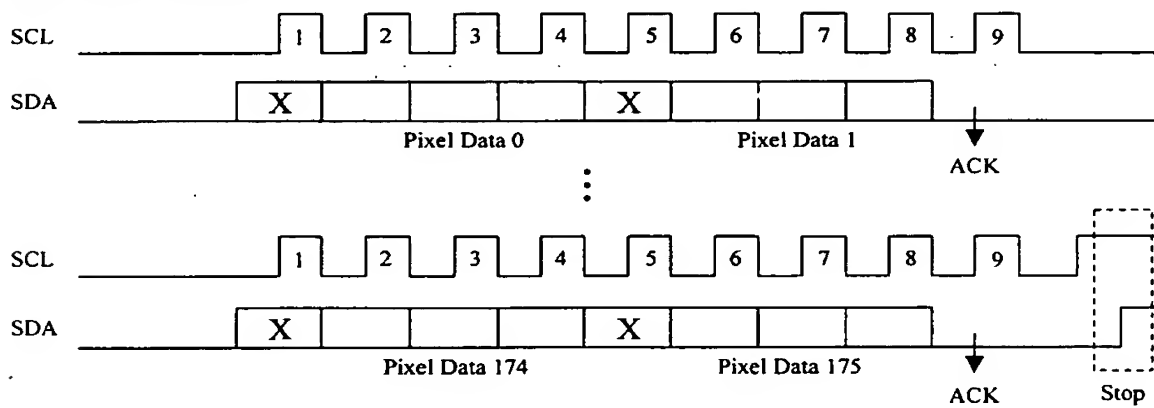 SCL 1 2 3 4 5 6 7 8 9
SDA X X
Pixel Data 0 Pixel Data 1
ACK
SCL 1 2 3 4 5 6 7 8 9
SDA X X
Pixel Data 174 Pixel Data 175
ACK Stop